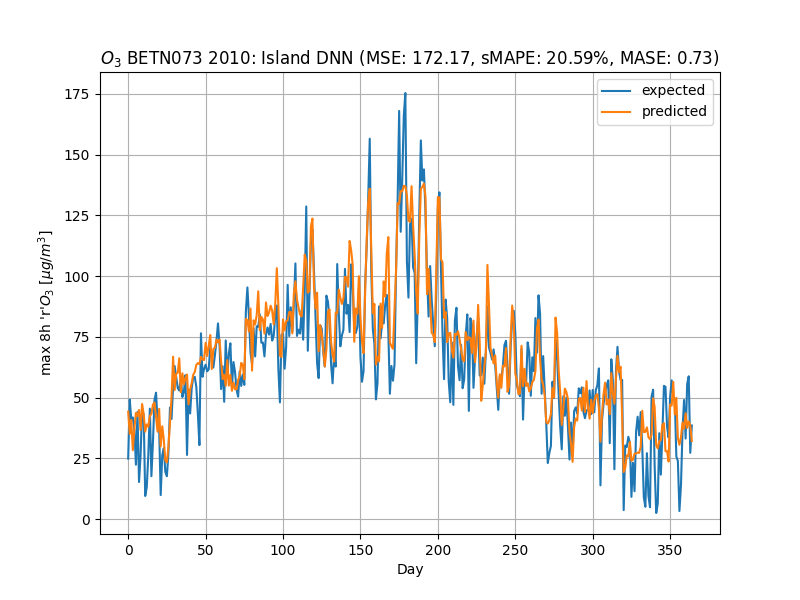 O3 BETN073 2010: Island DNN (MSE: 172.17, sMAPE: 20.59%, MASE: 0.73)
175
150
125
100
75
50
25
0
max 8h 'r'O3 [μg/m3]
expected
predicted
0 50 100 150 200 250 300 350
Day